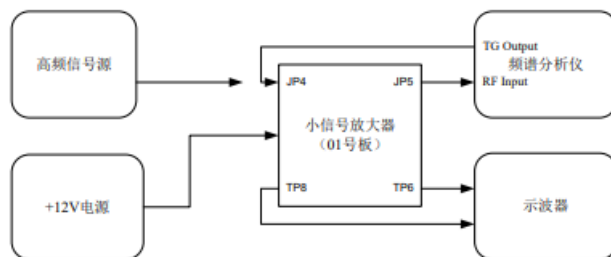 高频信号源
TG Output
频谱分析仪
RF Input
JP4
JP5
小信号放大器
（01号板）
TP8
TP6
+12V电源
示波器